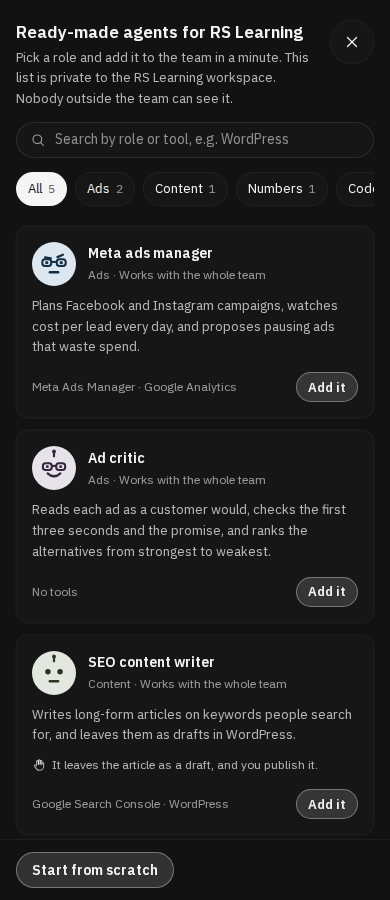 Ready-made agents for RS Learning
Pick a role and add it to the team in a minute. This
list is private to the RS Learning workspace.
Nobody outside the team can see it.
Search by role or tool, e.g. WordPress
All 5
Ads 2
Content 1
Numbers 1
Code
Meta ads manager
Ads · Works with the whole team
Plans Facebook and Instagram campaigns, watches
cost per lead every day, and proposes pausing ads
that waste spend.
Meta Ads Manager · Google Analytics
Add it
Ad critic
Ads · Works with the whole team
Reads each ad as a customer would, checks the first
three seconds and the promise, and ranks the
alternatives from strongest to weakest.
No tools
Add it
SEO content writer
Content · Works with the whole team
Writes long-form articles on keywords people search
for, and leaves them as drafts in WordPress.
It leaves the article as a draft, and you publish it.
Google Search Console · WordPress
Add it
Start from scratch